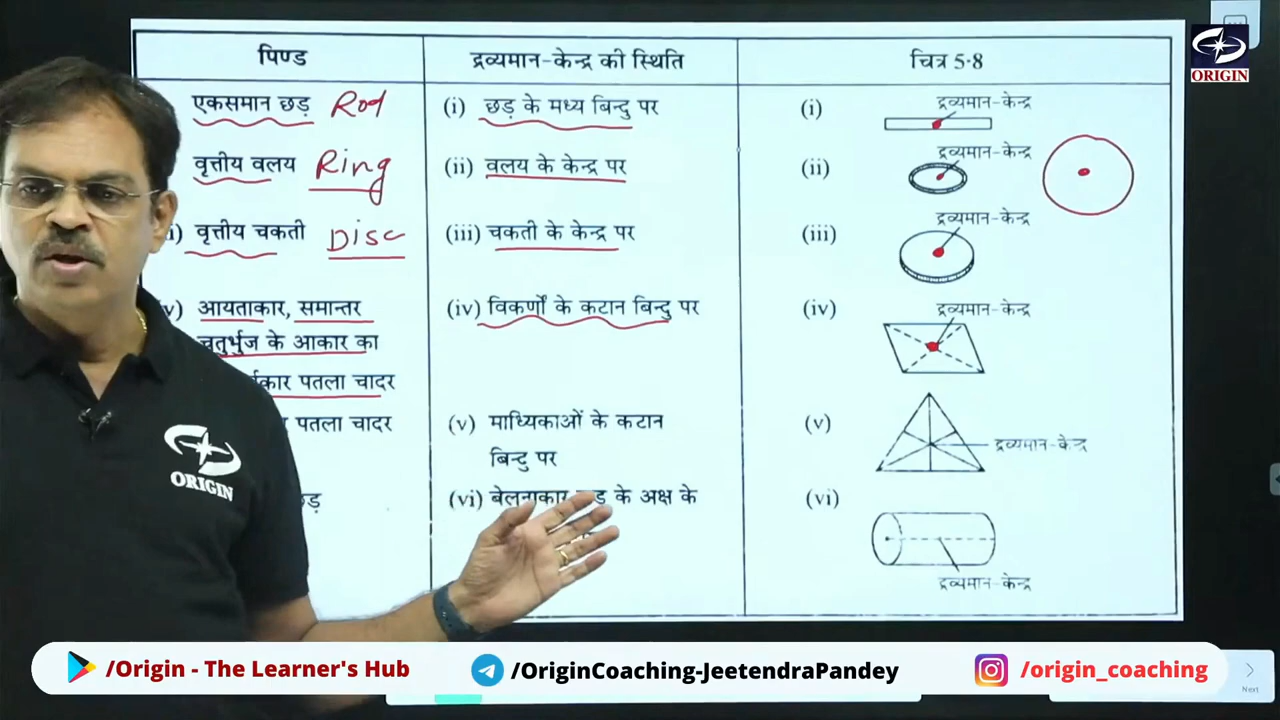 पिण्ड
द्रव्यमान-केन्द्र की स्थिति
चित्र 5·8
एकसमान छड़ Rod
(i) छड़ के मध्य बिन्दु पर
(i)
द्रव्यमान-केन्द्र
वृत्तीय वलय Ring
(ii) वलय के केन्द्र पर
(ii)
द्रव्यमान-केन्द्र
वृत्तीय चकती Disc
(iii) चकती के केन्द्र पर
(iii)
द्रव्यमान-केन्द्र
आयताकार, समान्तर
चतुर्भुज के आकार का
पतला चादर
(iv) विकर्णों के कटान बिन्दु पर
(iv)
द्रव्यमान-केन्द्र
पतला चादर
(v) माध्यिकाओं के कटान
बिन्दु पर
(v)
द्रव्यमान-केन्द्र
(vi) बेलनाकार के अक्ष के
(vi)
द्रव्यमान-केन्द्र
ORIGIN
ORIGIN
/Origin - The Learner's Hub
/OriginCoaching-JeetendraPandey
/origin_coaching
Next